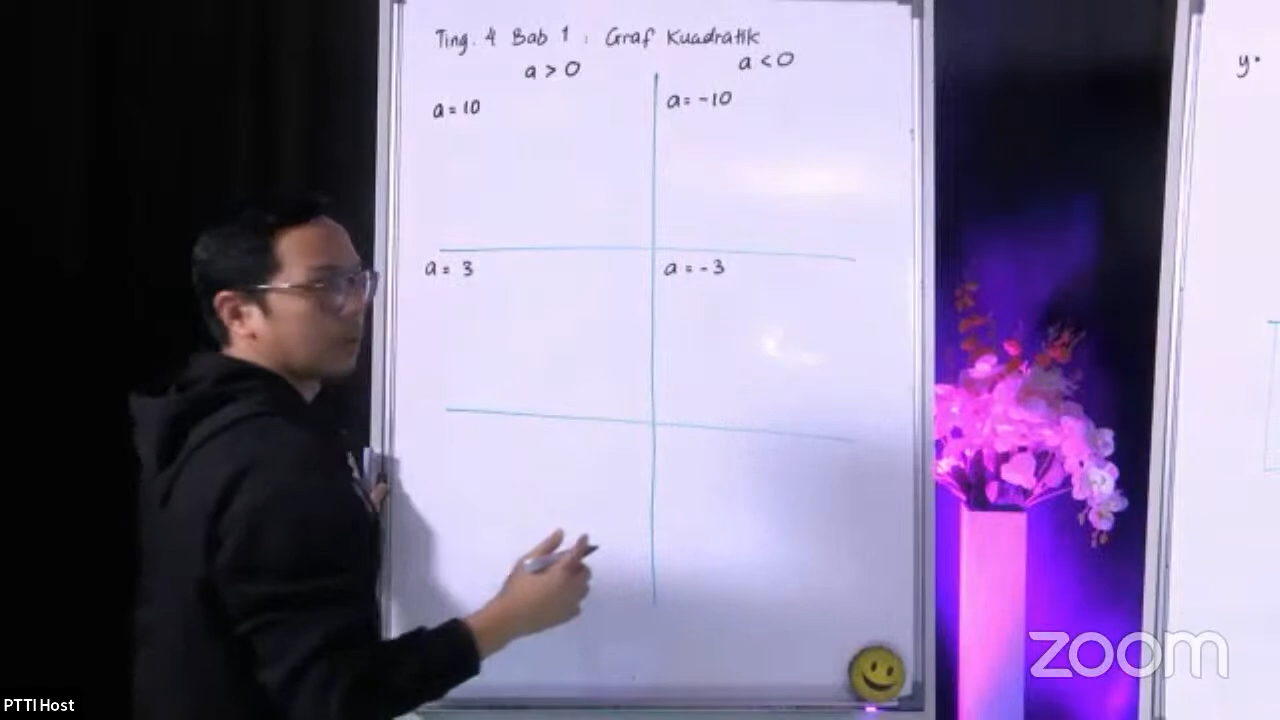 Ting. 4 Bab 1 : Graf Kuadratik
a > 0
a < 0
a = 10
a = -10
a = 3
a = -3
y.
zoom
PTTI Host